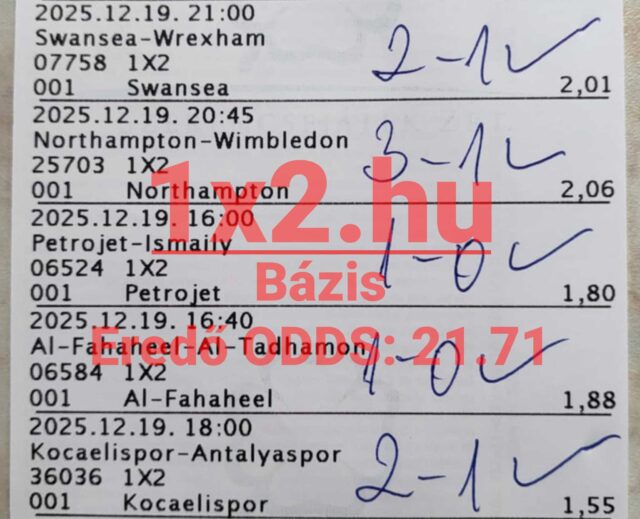 2025.12.19. 21:00
Swansea-Wrexham
2-1 ✓
07758 1X2
001 Swansea 2,01
2025.12.19. 20:45
Northampton-Wimbledon
3-1 ✓
25703 1X2
001 Northampton 2,06
1x2.hu
2025.12.19. 16:00
Petrojet-Ismaily
1-0 ✓
06524 1X2
Bázis
001 Petrojet 1,80
2025.12.19. 16:40
Eredő ODDS: 21.71
Al-Fahaheel-Al-Tadhamon
1-0 ✓
06584 1X2
001 Al-Fahaheel 1,88
2025.12.19. 18:00
Kocaelispor-Antalyaspor
2-1 ✓
36036 1X2
001 Kocaelispor 1,55